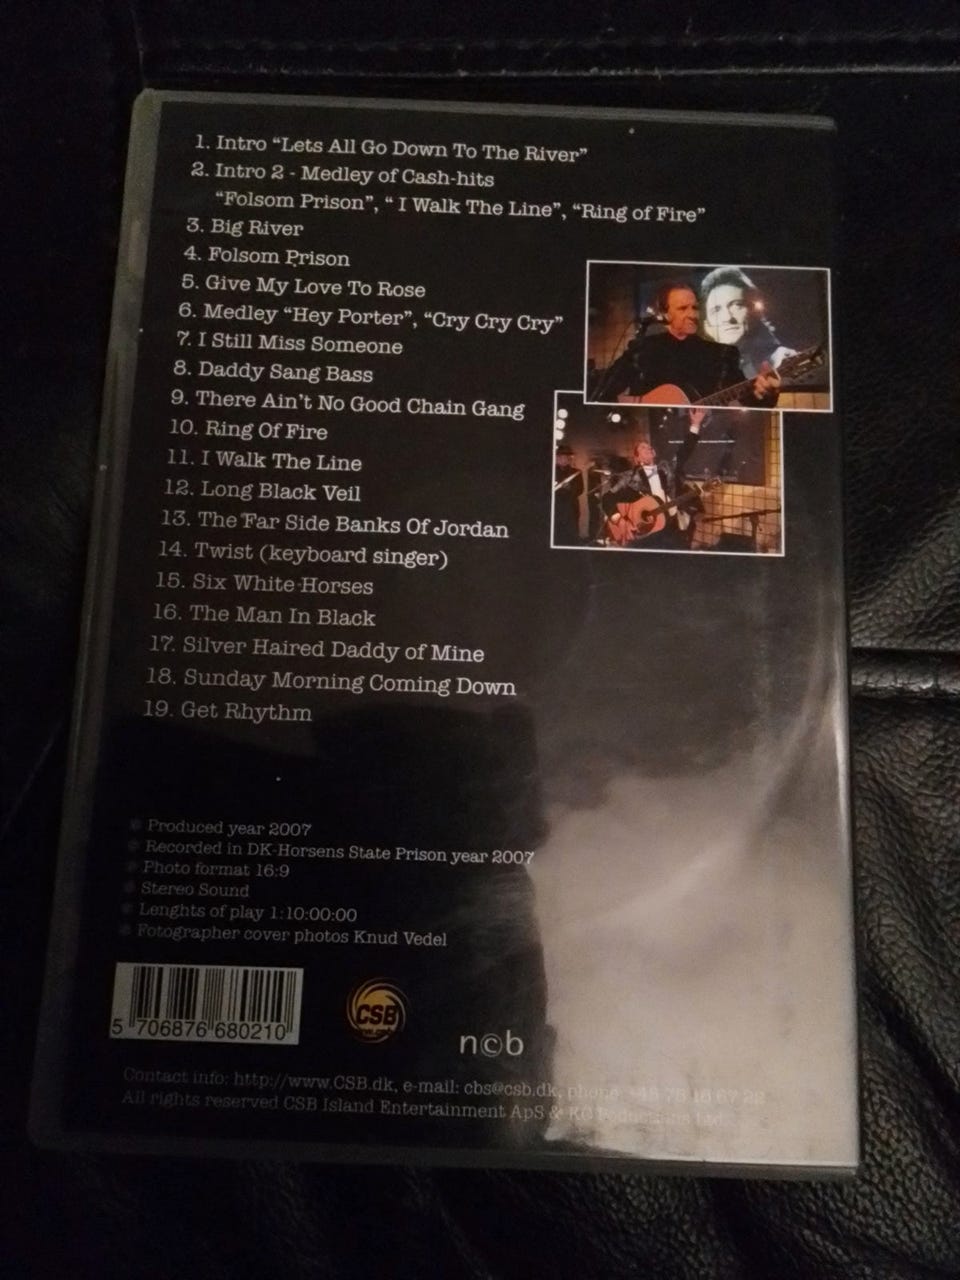 1. Intro “Lets All Go Down To The River”
2. Intro 2 - Medley of Cash-hits
“Folsom Prison”, “ I Walk The Line”, “Ring of Fire”
3. Big River
4. Folsom Prison
5. Give My Love To Rose
6. Medley “Hey Porter”, “Cry Cry Cry”
7. I Still Miss Someone
8. Daddy Sang Bass
9. There Ain't No Good Chain Gang
10. Ring Of Fire
11. I Walk The Line
12. Long Black Veil
13. The Far Side Banks Of Jordan
14. Twist (keyboard singer)
15. Six White Horses
16. The Man In Black
17. Silver Haired Daddy of Mine
18. Sunday Morning Coming Down
19. Get Rhythm
Produced year 2007
Recorded in DK-Horsens State Prison year 2007
Photo format 16:9
Stereo Sound
Lenghts of play 1:10:00:00
Fotographer cover photos Knud Vedel
5 706876 680210
CSB
n©b
Contact info: http://www.CSB.dk, e-mail: cbs@csb.dk, phone
All rights reserved CSB Island Entertainment ApS & Ltd.